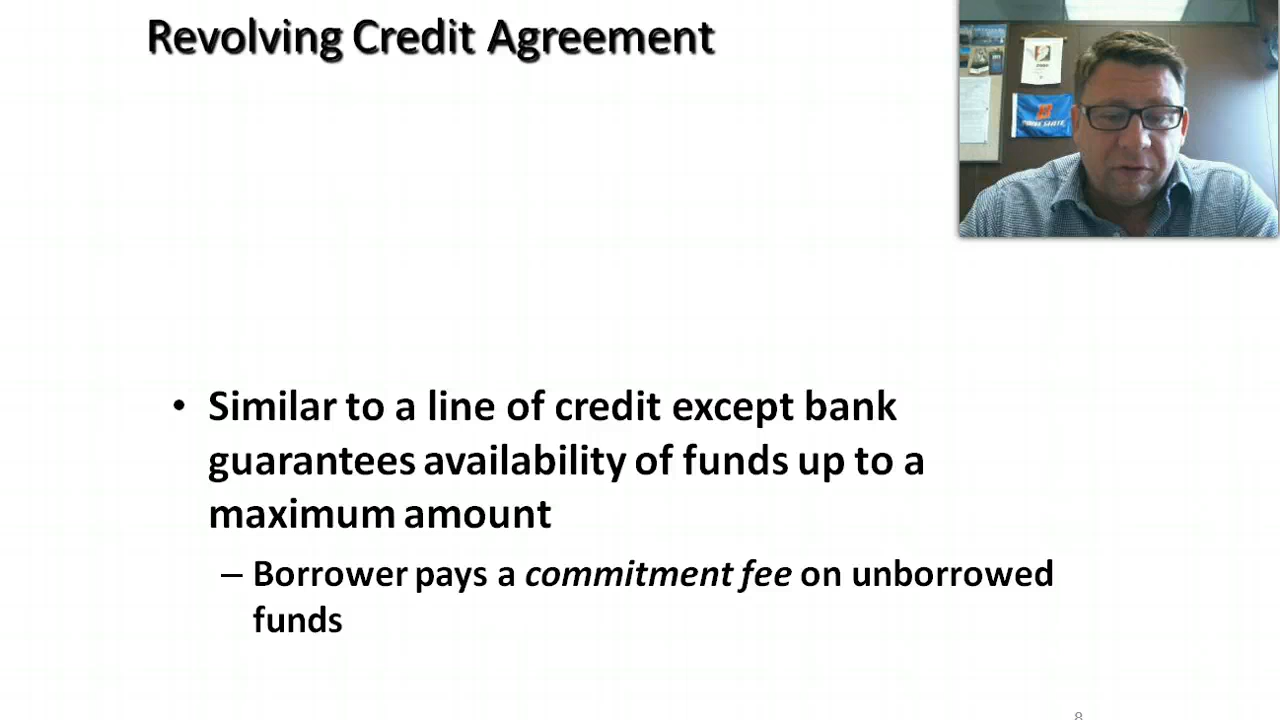 Revolving Credit Agreement
• Similar to a line of credit except bank
guarantees availability of funds up to a
maximum amount
– Borrower pays a commitment fee on unborrowed
funds
8